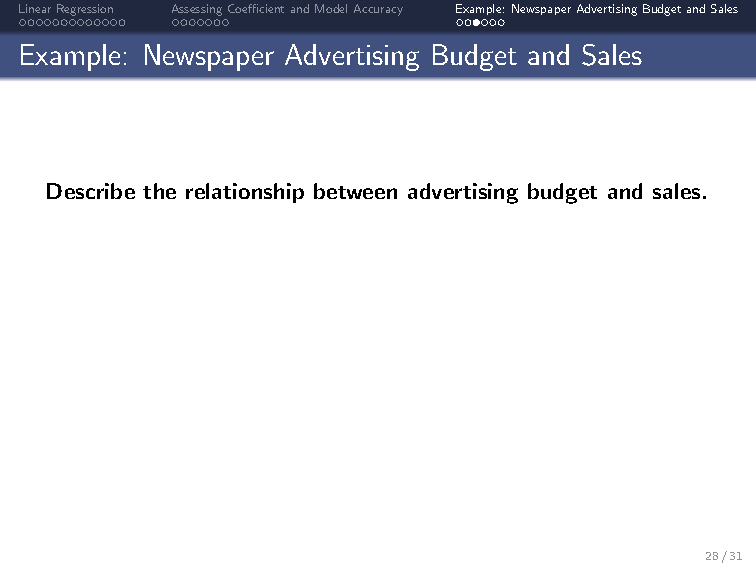 Linear Regression
Assessing Coefficient and Model Accuracy
Example: Newspaper Advertising Budget and Sales
Example: Newspaper Advertising Budget and Sales
Describe the relationship between advertising budget and sales.
28 / 31